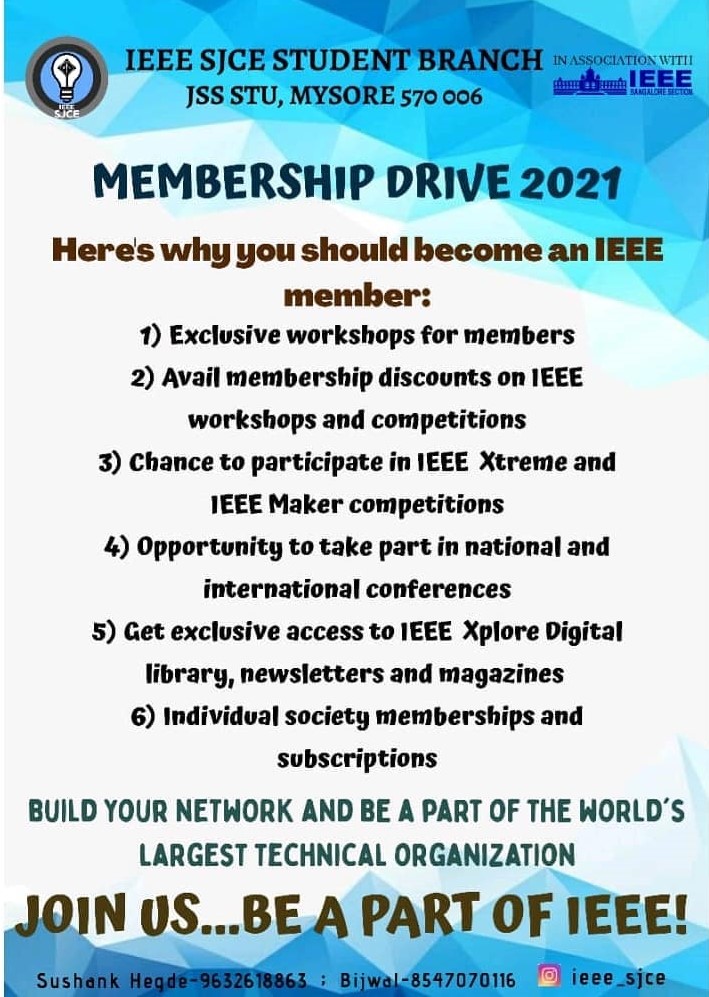 IEEE SJCE STUDENT BRANCH
JSS STU, MYSORE 570 006
IEEE
SJCE
IN ASSOCIATION WITH
IEEE
BANGALORE SECTION
MEMBERSHIP DRIVE 2021
Here's why you should become an IEEE
member:
1) Exclusive workshops for members
2) Avail membership discounts on IEEE
workshops and competitions
3) Chance to participate in IEEE Xtreme and
IEEE Maker competitions
4) Opportunity to take part in national and
international conferences
5) Get exclusive access to IEEE Xplore Digital
library, newsletters and magazines
6) Individual society memberships and
subscriptions
BUILD YOUR NETWORK AND BE A PART OF THE WORLD'S
LARGEST TECHNICAL ORGANIZATION
JOIN US...BE A PART OF IEEE!
Sushank Hegde-9632618863 ; Bijwal-8547070116 ieee_sjce